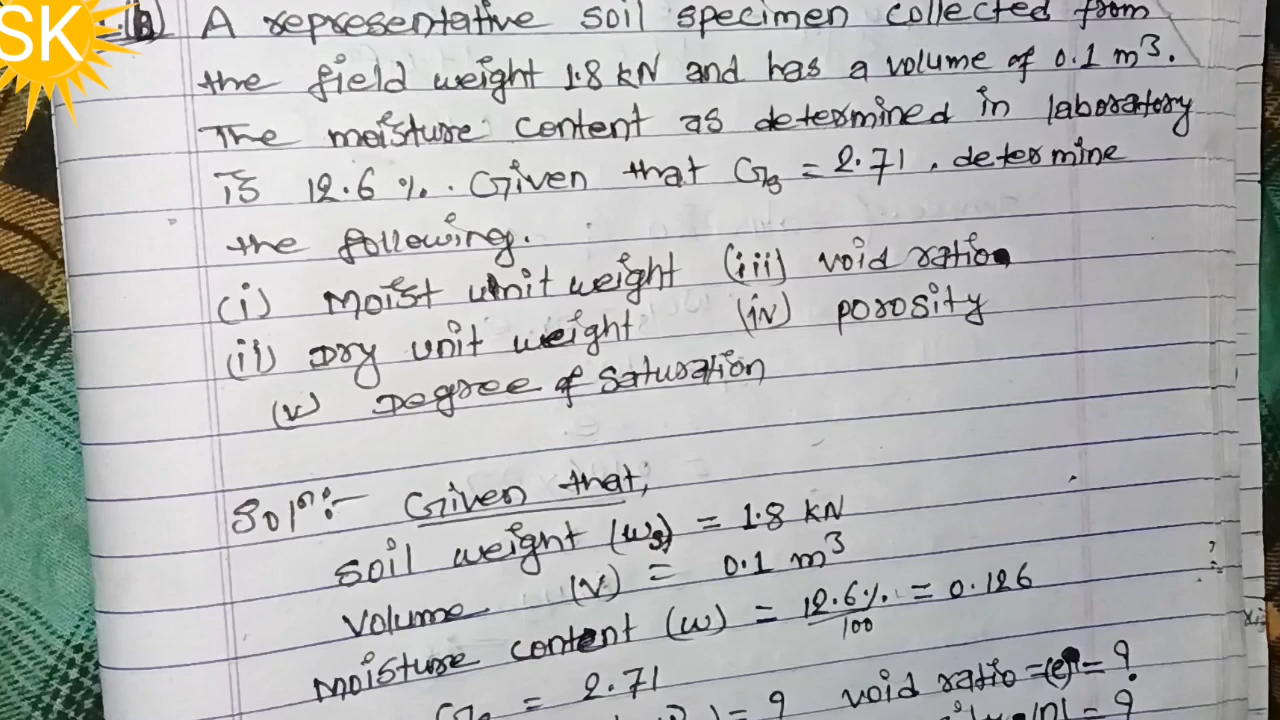 SK
(B) A representative soil specimen collected from
the field weight 1.8 kN and has a volume of 0.1 m³.
The moisture content as determined in laboratory
is 12.6 %. Given that Gs = 2.71. determine
the following.
(i) Moist unit weight (iii) void ratio
(ii) Dry unit weight (iv) porosity
(v) Degree of Saturation
Solⁿ:- Given that,
Soil weight (Ws) = 1.8 kN
Volume (V) = 0.1 m³
Moisture content (w) = 12.6%/100 = 0.126
Gs = 2.71
void ratio (e) = ?
= ?